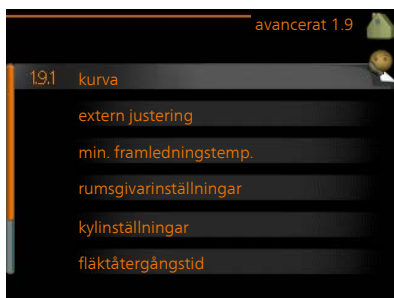 avancerat 1.9
1.9.1 kurva
extern justering
min. framledningstemp.
rumsgivarinställningar
kylinställningar
fläktåtergångstid